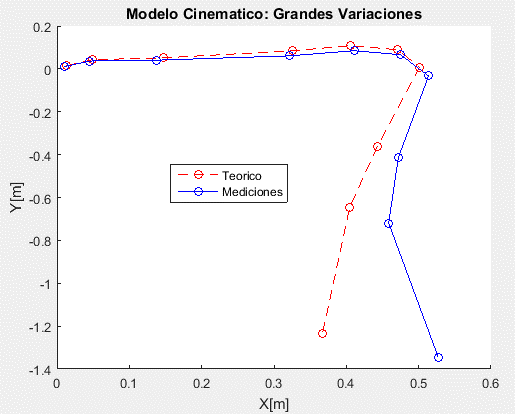 Modelo Cinematico: Grandes Variaciones
0.2
0
-0.2
-0.4
-0.6
-0.8
-1
-1.2
-1.4
Y[m]
Teorico
Mediciones
0 0.1 0.2 0.3 0.4 0.5 0.6
X[m]